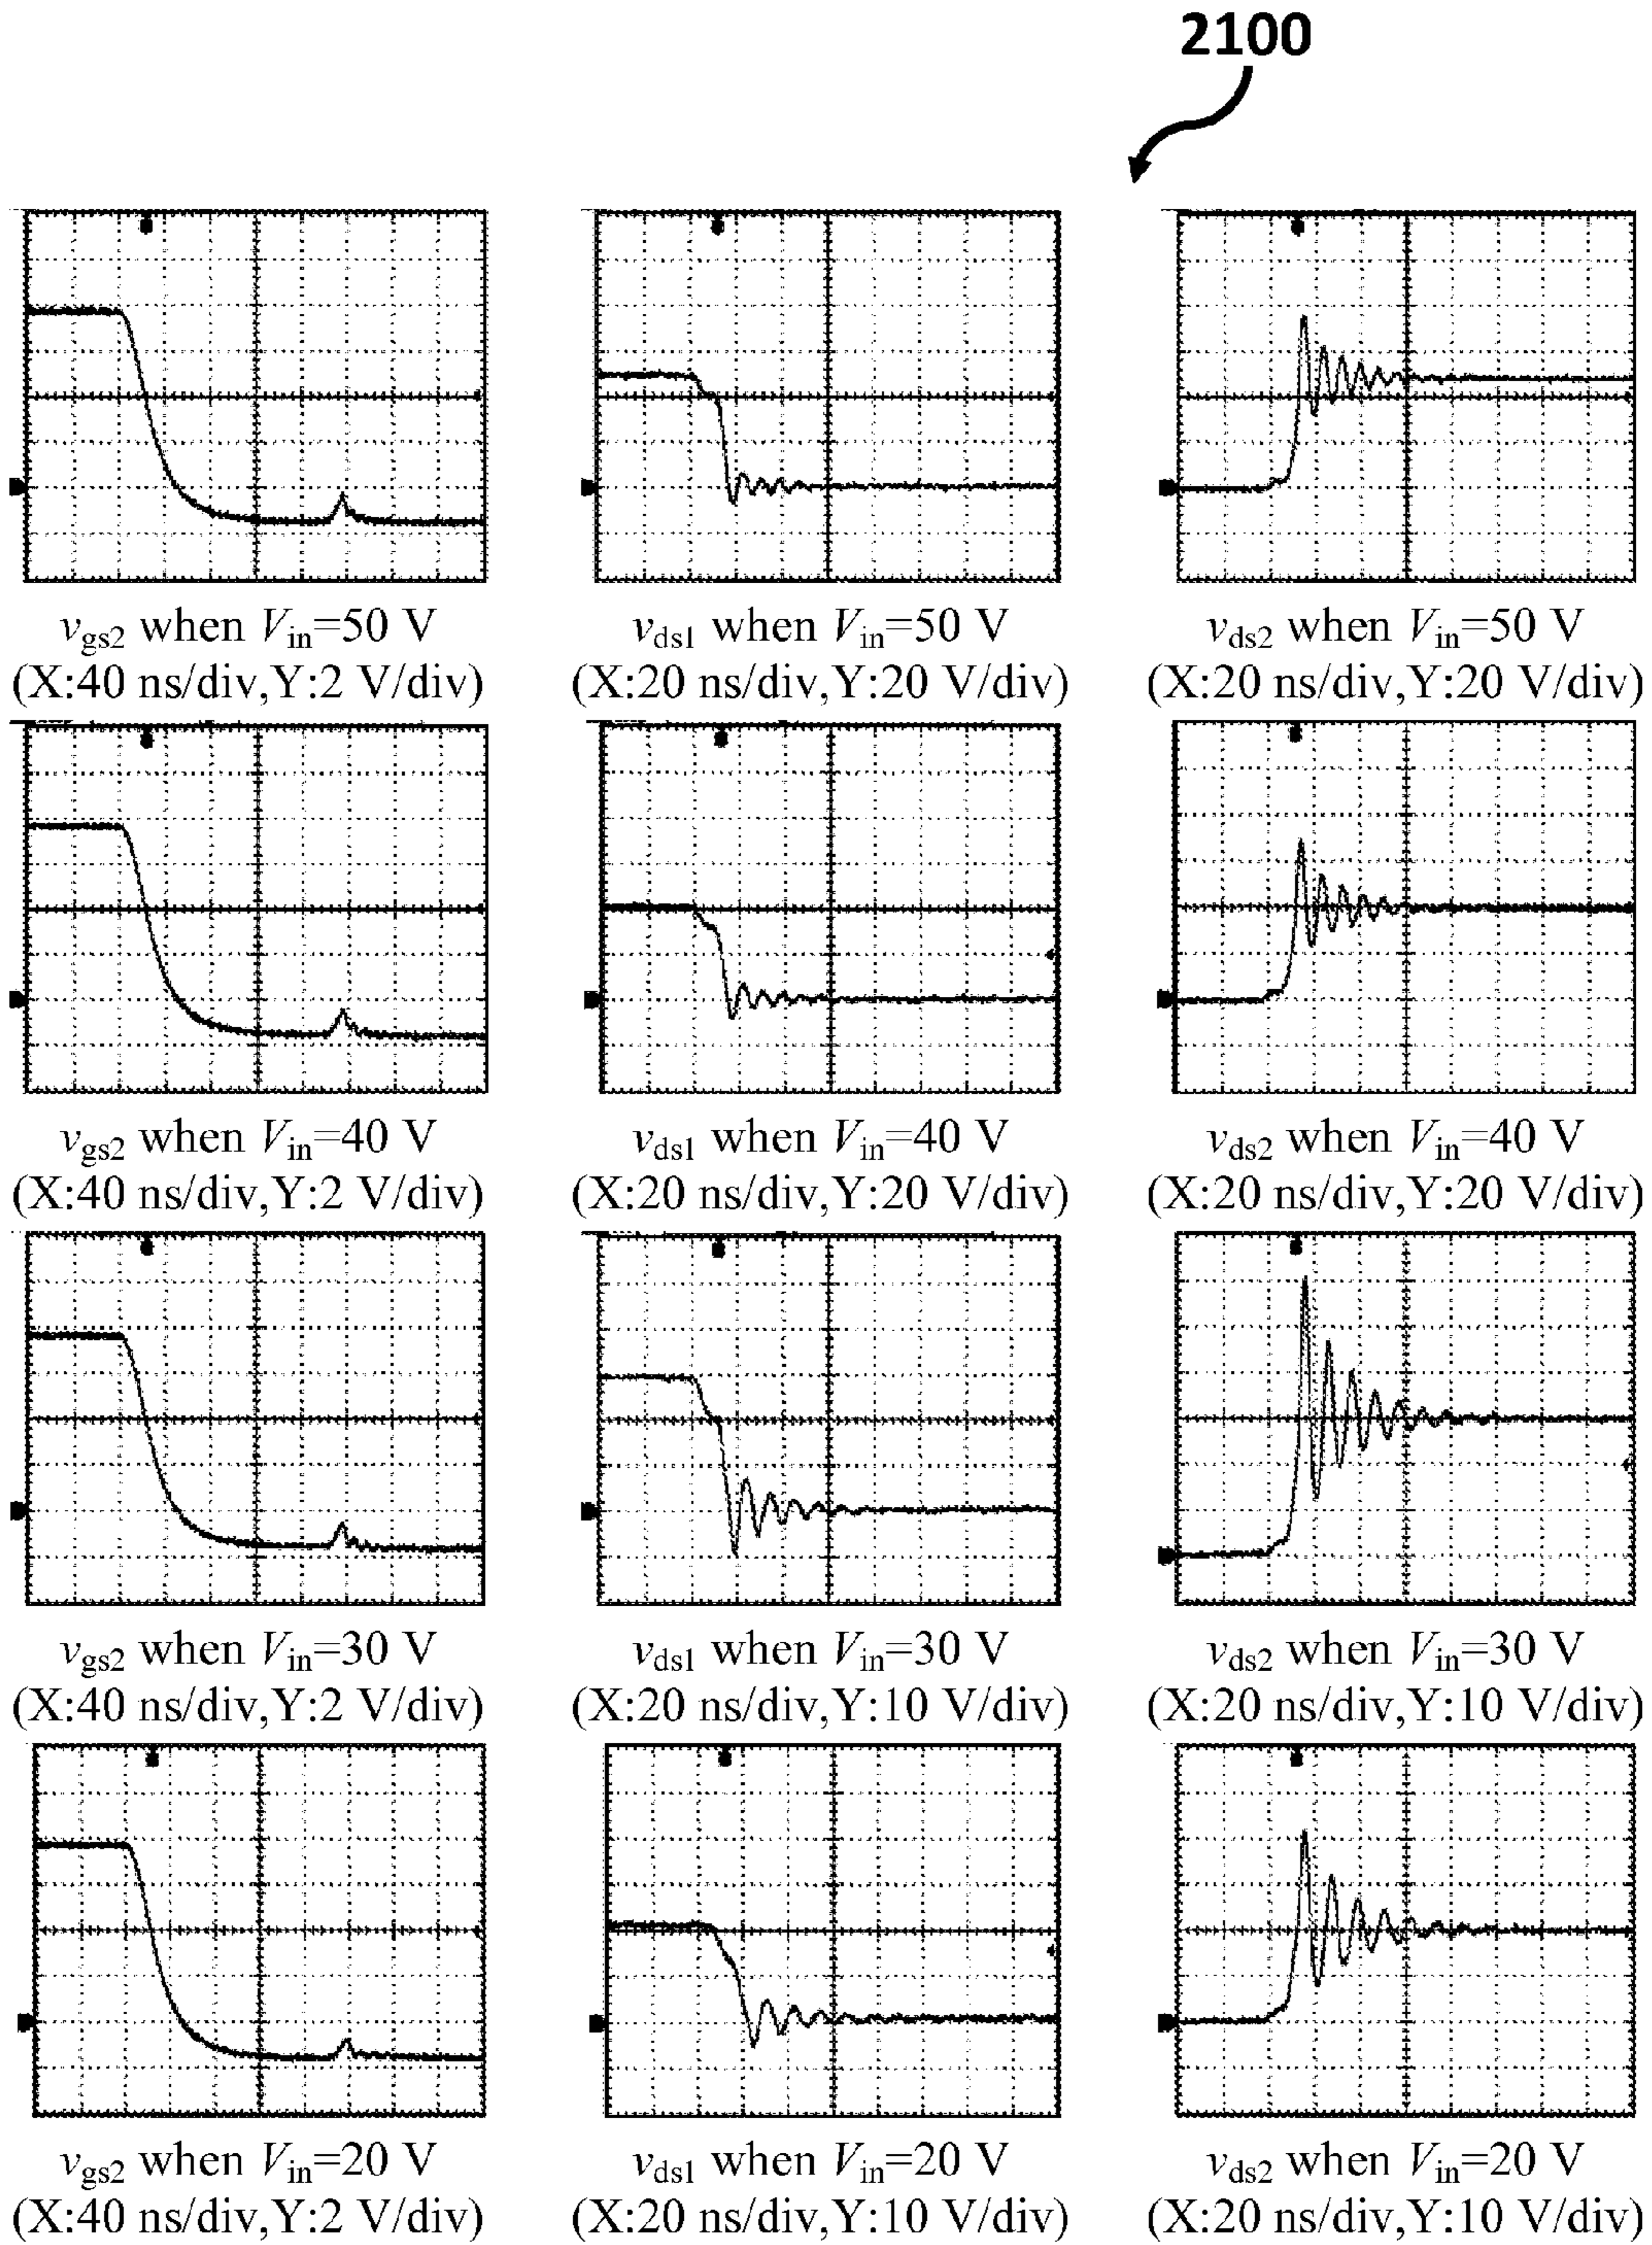 2100
vgs2 when Vin=50 V
(X:40 ns/div,Y:2 V/div)
vds1 when Vin=50 V
(X:20 ns/div,Y:20 V/div)
vds2 when Vin=50 V
(X:20 ns/div,Y:20 V/div)
vgs2 when Vin=40 V
(X:40 ns/div,Y:2 V/div)
vds1 when Vin=40 V
(X:20 ns/div,Y:20 V/div)
vds2 when Vin=40 V
(X:20 ns/div,Y:20 V/div)
vgs2 when Vin=30 V
(X:40 ns/div,Y:2 V/div)
vds1 when Vin=30 V
(X:20 ns/div,Y:10 V/div)
vds2 when Vin=30 V
(X:20 ns/div,Y:10 V/div)
vgs2 when Vin=20 V
(X:40 ns/div,Y:2 V/div)
vds1 when Vin=20 V
(X:20 ns/div,Y:10 V/div)
vds2 when Vin=20 V
(X:20 ns/div,Y:10 V/div)